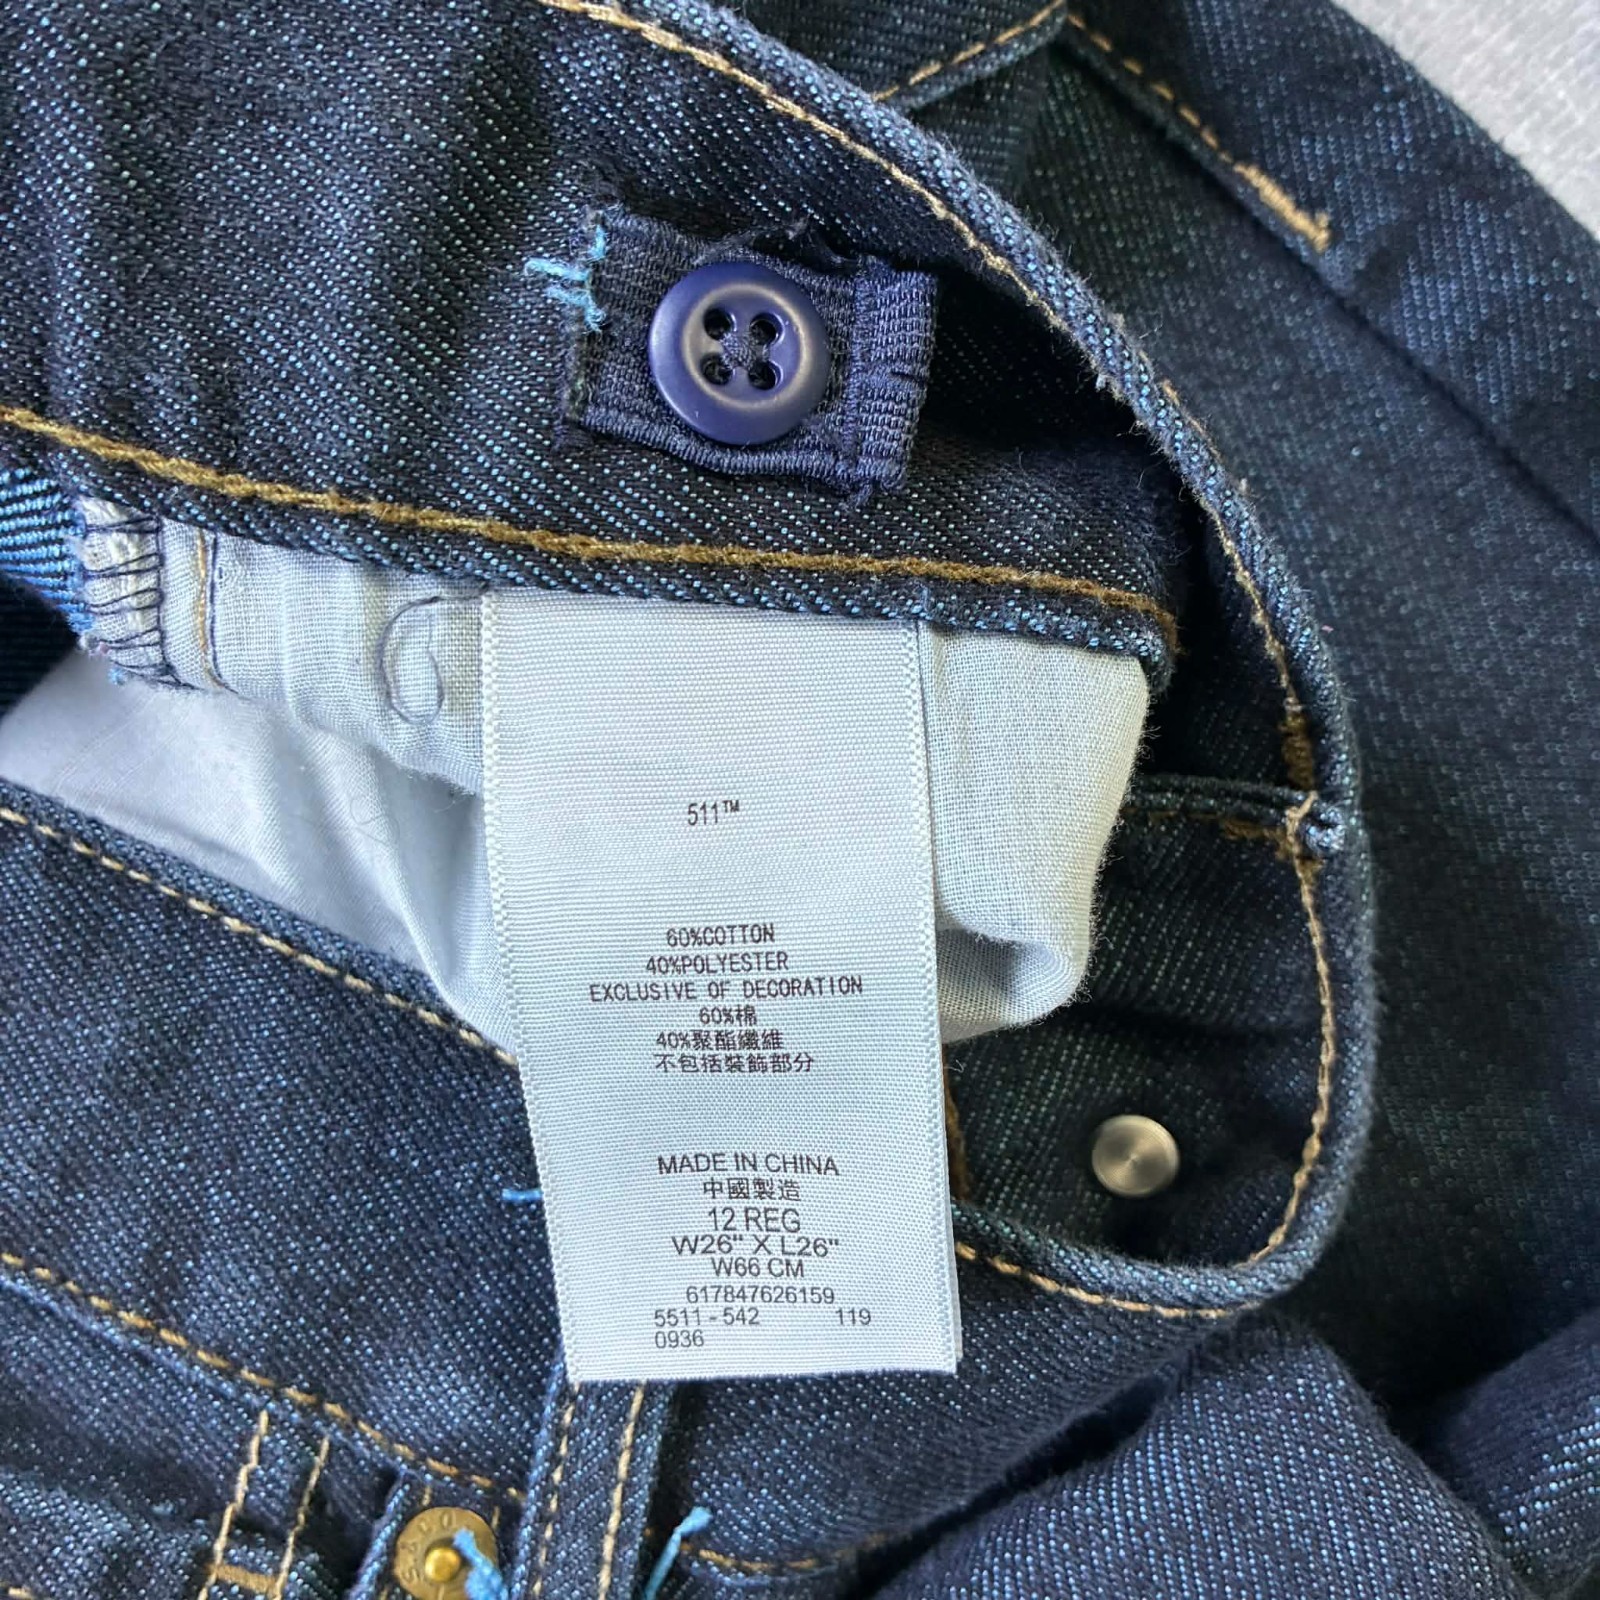 511™
60%COTTON
40%POLYESTER
EXCLUSIVE OF DECORATION
60%棉
40%聚酯纖維
不包括裝飾部分
MADE IN CHINA
中國製造
12 REG
W26" X L26"
W66 CM
617847626159
5511-542 119
0936